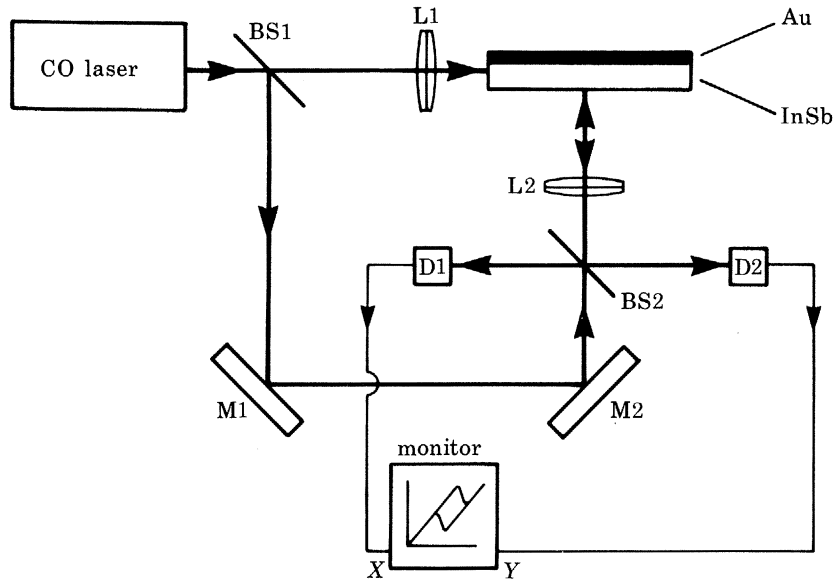 L1
Au
BS1
CO laser
InSb
L2
D1
D2
BS2
M1
M2
monitor
X
Y